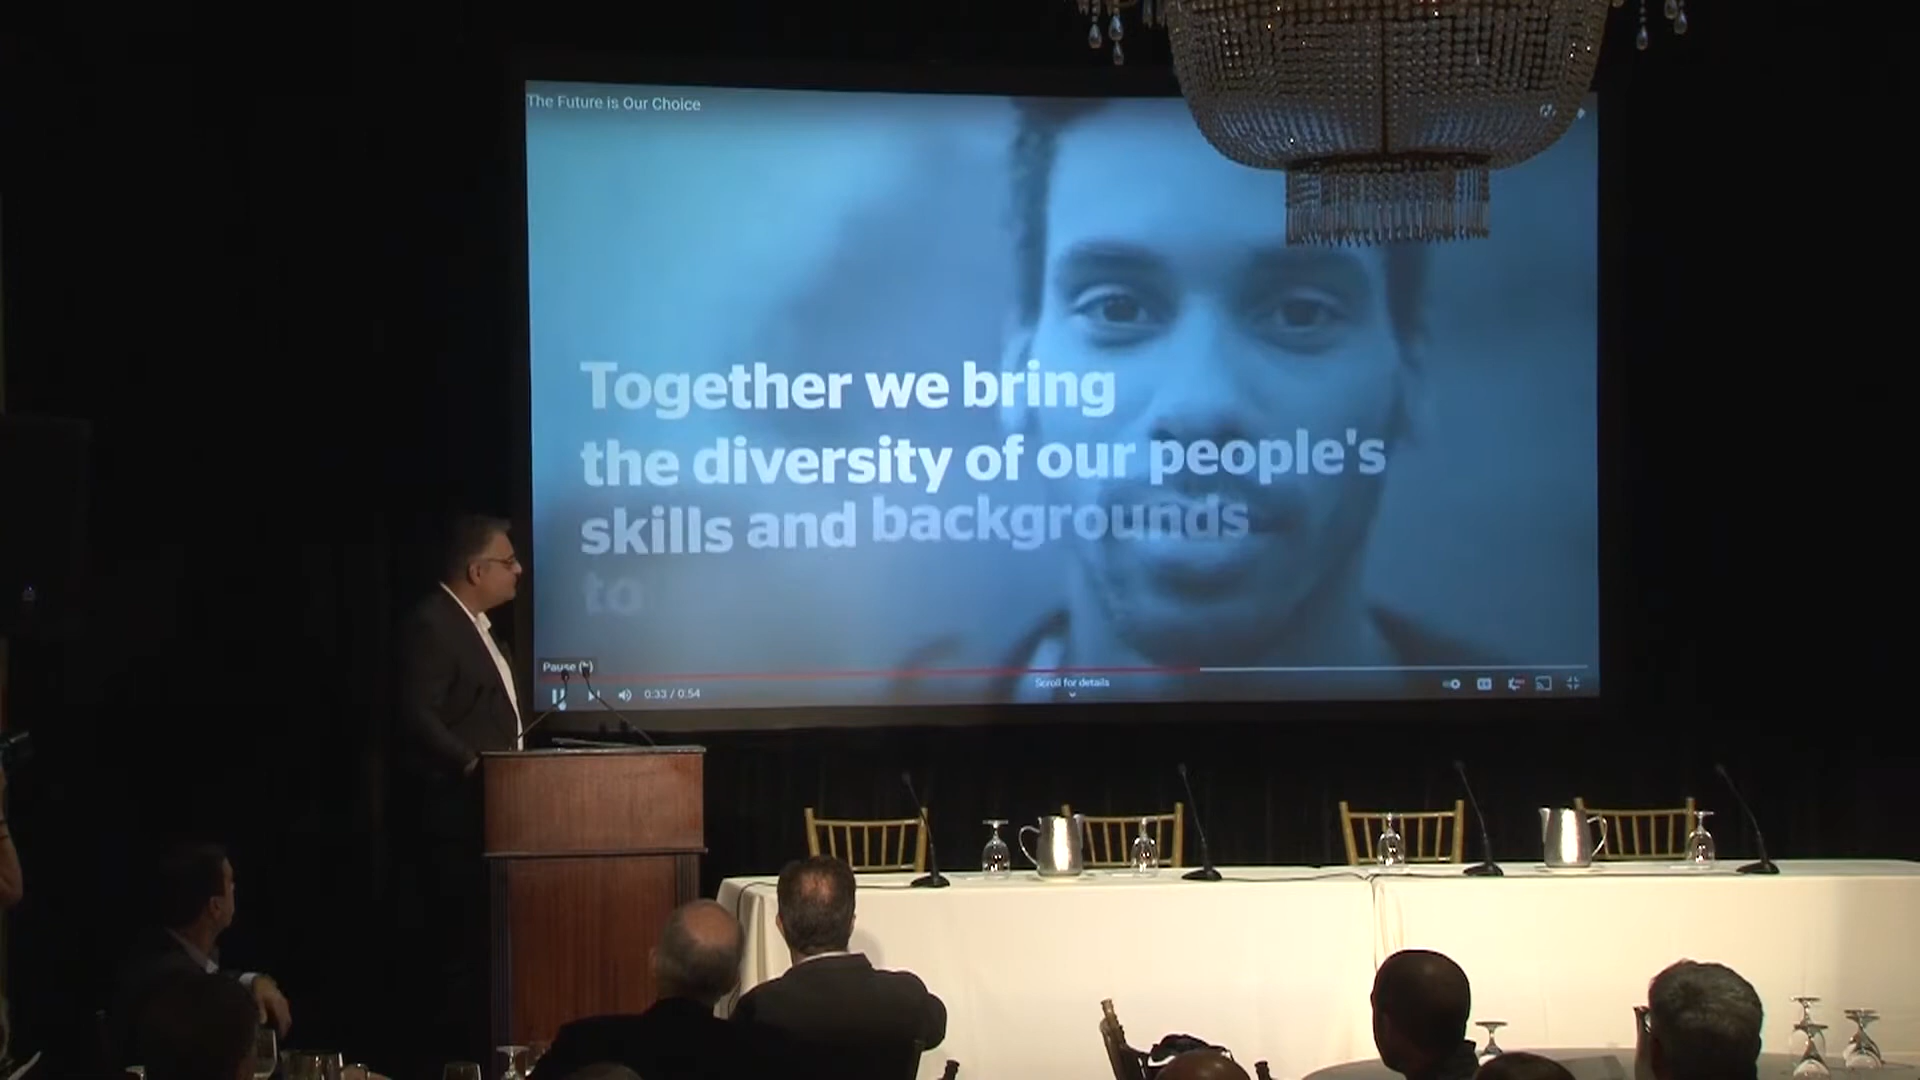 The Future is Our Choice
Together we bring
the diversity of our people's
skills and backgrounds
to
Pause (k)
0:33 / 0:54
Scroll for details